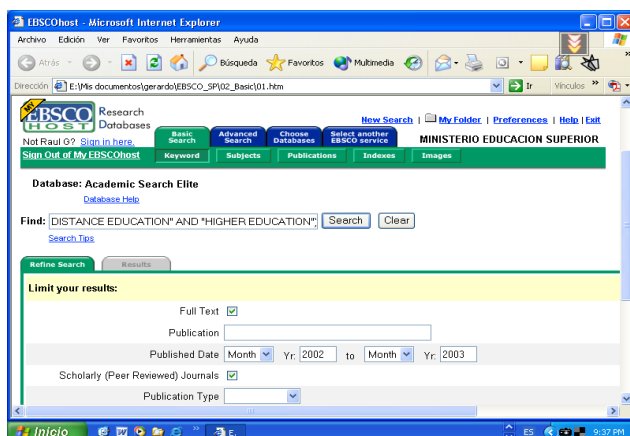 EBSCOhost - Microsoft Internet Explorer
Archivo Edición Ver Favoritos Herramientas Ayuda
Atrás Búsqueda Favoritos Multimedia
Dirección E:\Mis documentos\gerardo\EBSCO_SP\02_Basic\01.htm Ir Vínculos »
MY
EBSCO Research
HOST Databases
New Search | My Folder | Preferences | Help | Exit
Basic Search Advanced Search Choose Databases Select another EBSCO service MINISTERIO EDUCACION SUPERIOR
Not Raul G? Sign in here.
Sign Out of My EBSCOhost Keyword Subjects Publications Indexes Images
Database: Academic Search Elite
Database Help
Find: DISTANCE EDUCATION" AND "HIGHER EDUCATION"; Search Clear
Search Tips
Refine Search Results
Limit your results:
Full Text
Publication
Published Date Month Yr: 2002 to Month Yr: 2003
Scholarly (Peer Reviewed) Journals
Publication Type
Inicio » E. ES 9:37 PM